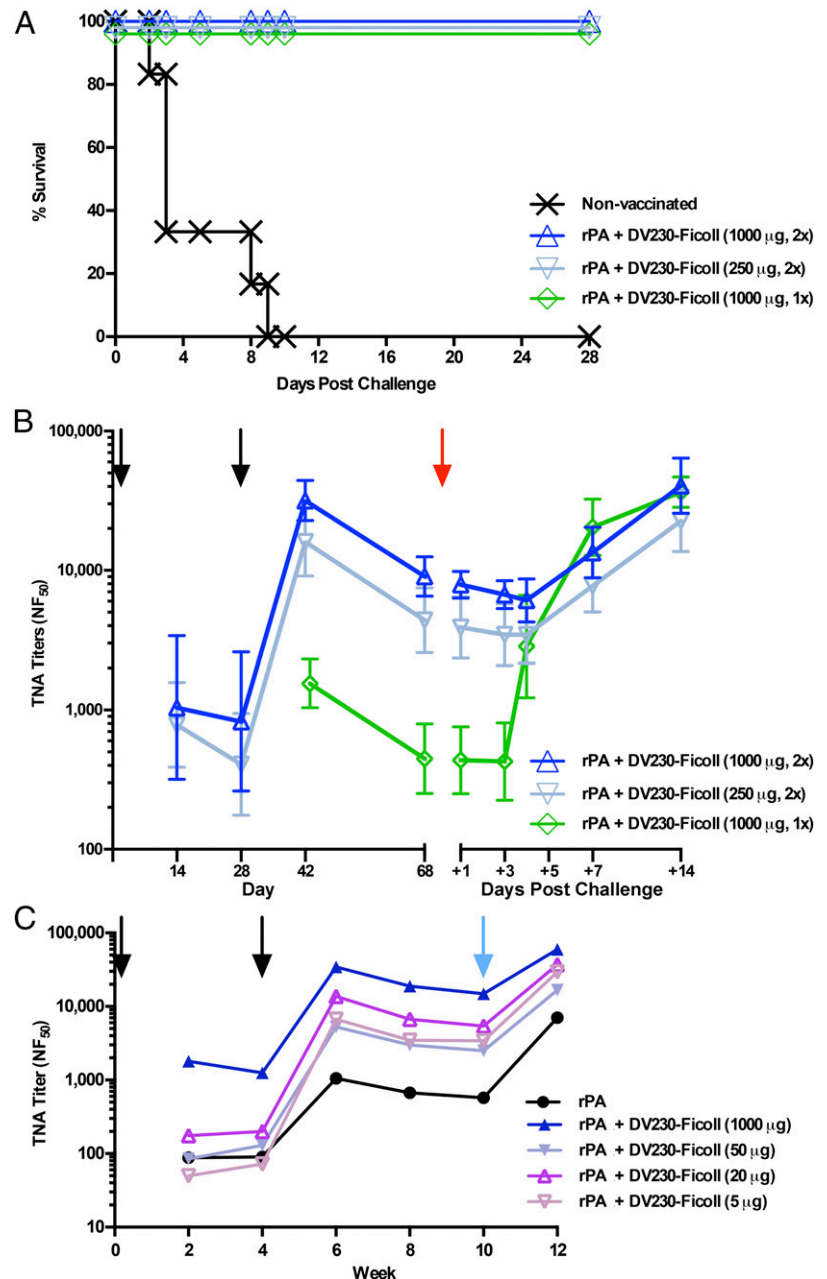 A
100
80
60
40
20
0
% Survival
0 4 8 12 16 20 24 28
Days Post Challenge
Non-vaccinated
rPA + DV230-Ficoll (1000 μg, 2x)
rPA + DV230-Ficoll (250 μg, 2x)
rPA + DV230-Ficoll (1000 μg, 1x)
B
100,000
10,000
1,000
100
TNA Titers (NF50)
14 28 42 68 +1 +3 +5 +7 +14
Day Days Post Challenge
rPA + DV230-Ficoll (1000 μg, 2x)
rPA + DV230-Ficoll (250 μg, 2x)
rPA + DV230-Ficoll (1000 μg, 1x)
C
100,000
10,000
1,000
100
10
TNA Titer (NF50)
0 2 4 6 8 10 12
Week
rPA
rPA + DV230-Ficoll (1000 μg)
rPA + DV230-Ficoll (50 μg)
rPA + DV230-Ficoll (20 μg)
rPA + DV230-Ficoll (5 μg)